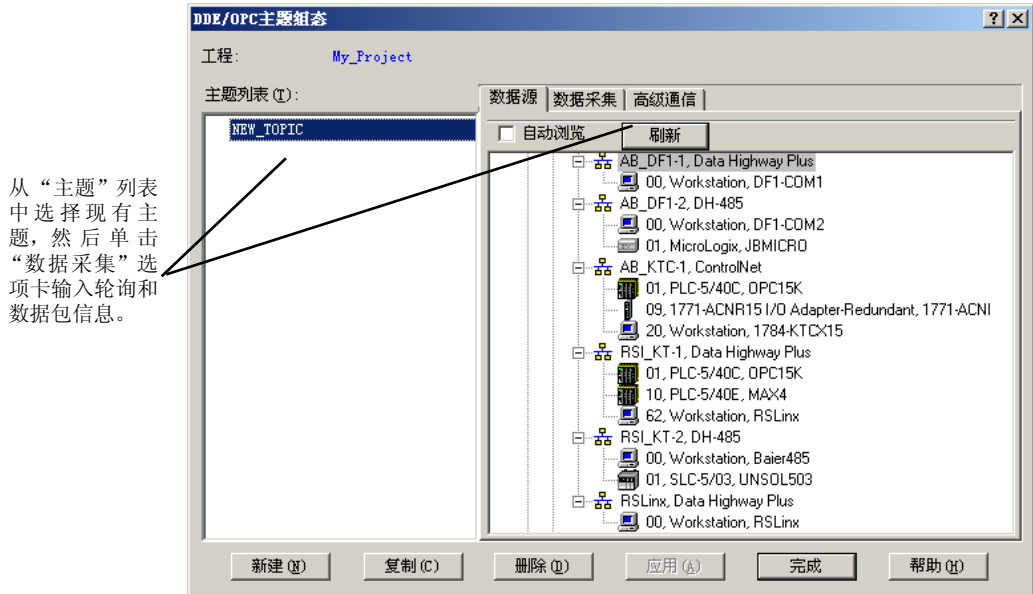 DDE/OPC主题组态
工程: My_Project
主题列表(T):
NEW_TOPIC
数据源 数据采集 高级通信
自动浏览 刷新
AB_DF1-1, Data Highway Plus
00, Workstation, DF1-COM1
AB_DF1-2, DH-485
00, Workstation, DF1-COM2
01, MicroLogix, JBMICRO
AB_KTC-1, ControlNet
01, PLC-5/40C, OPC15K
09, 1771-ACNR15 I/O Adapter-Redundant, 1771-ACNI
20, Workstation, 1784-KTCX15
RSI_KT-1, Data Highway Plus
01, PLC-5/40C, OPC15K
10, PLC-5/40E, MAX4
62, Workstation, RSLinx
RSI_KT-2, DH-485
00, Workstation, Baier485
01, SLC-5/03, UNSOL503
RSLinx, Data Highway Plus
00, Workstation, RSLinx
新建(N) 复制(C) 删除(D) 应用(A) 完成 帮助(H)
从“主题”列表
中选择现有主
题，然后单击
“数据采集”选
项卡输入轮询和
数据包信息。